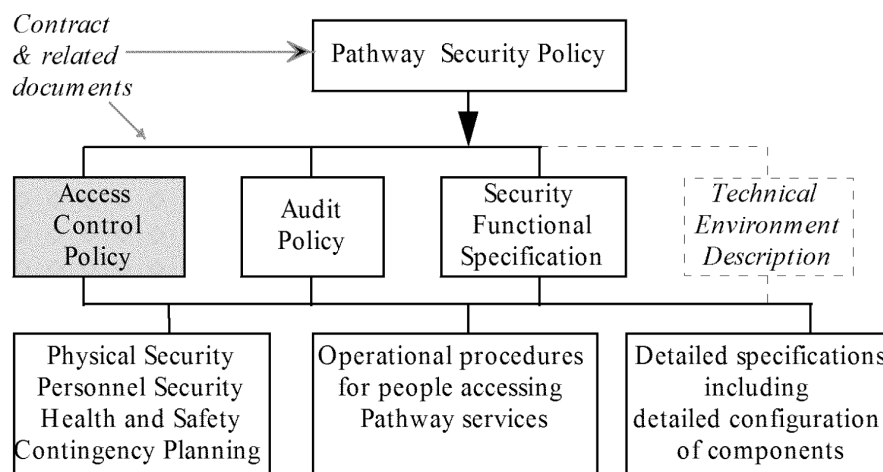 Contract
& related
documents
Pathway Security Policy
Access
Control
Policy
Audit
Policy
Security
Functional
Specification
Technical
Environment
Description
Physical Security
Personnel Security
Health and Safety
Contingency Planning
Operational procedures
for people accessing
Pathway services
Detailed specifications
including
detailed configuration
of components